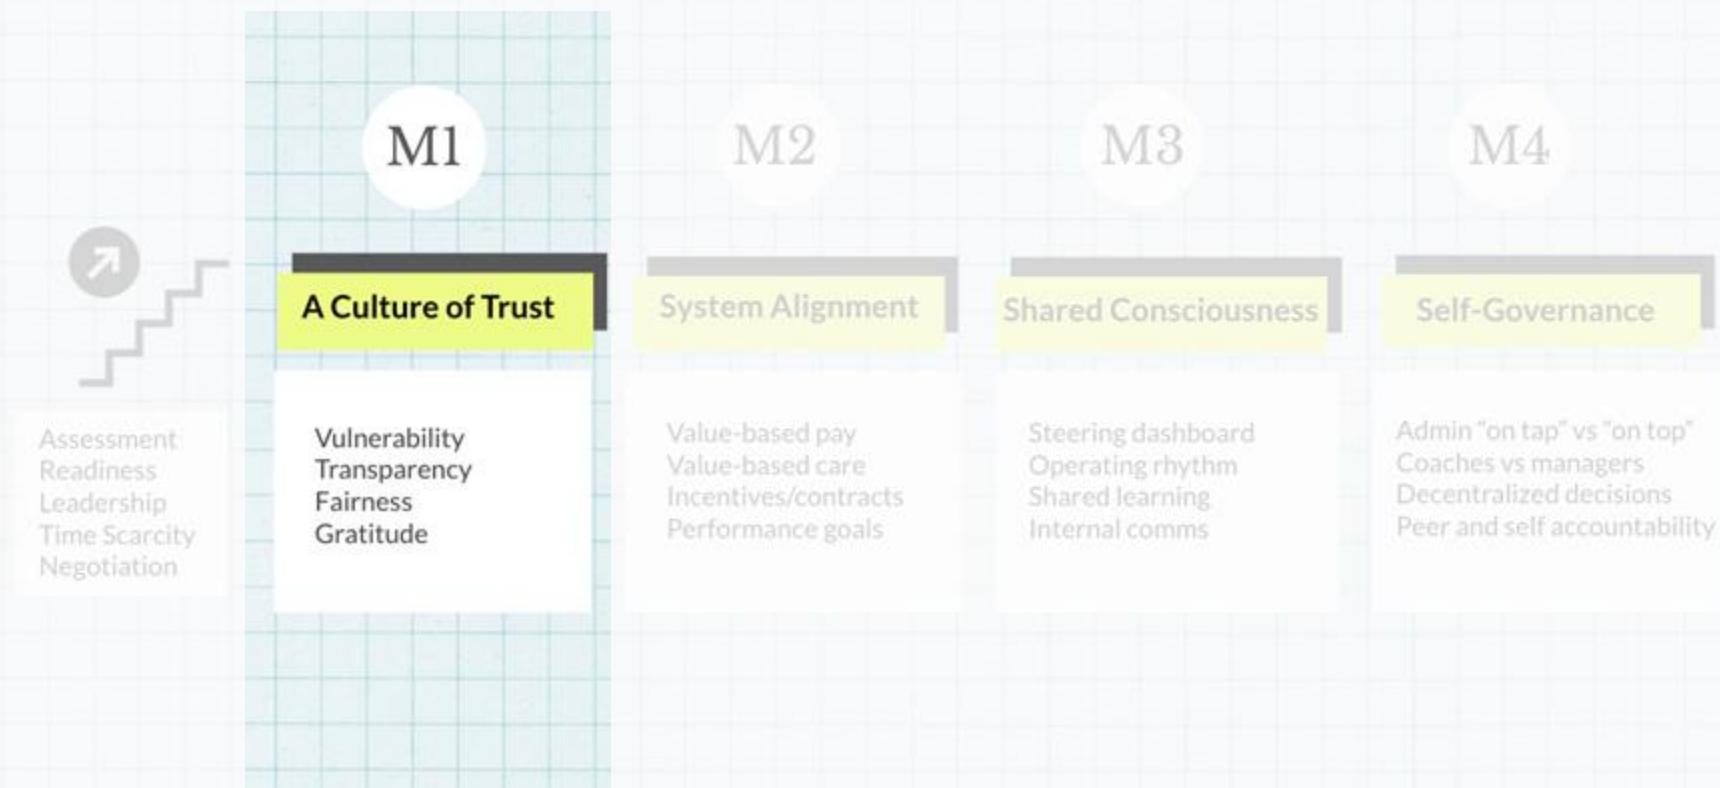 M1
M2
M3
M4
A Culture of Trust
System Alignment
Shared Consciousness
Self-Governance
Assessment
Readiness
Leadership
Time Scarcity
Negotiation
Vulnerability
Transparency
Fairness
Gratitude
Value-based pay
Value-based care
Incentives/contracts
Performance goals
Steering dashboard
Operating rhythm
Shared learning
Internal comms
Admin "on tap" vs "on top"
Coaches vs managers
Decentralized decisions
Peer and self accountability